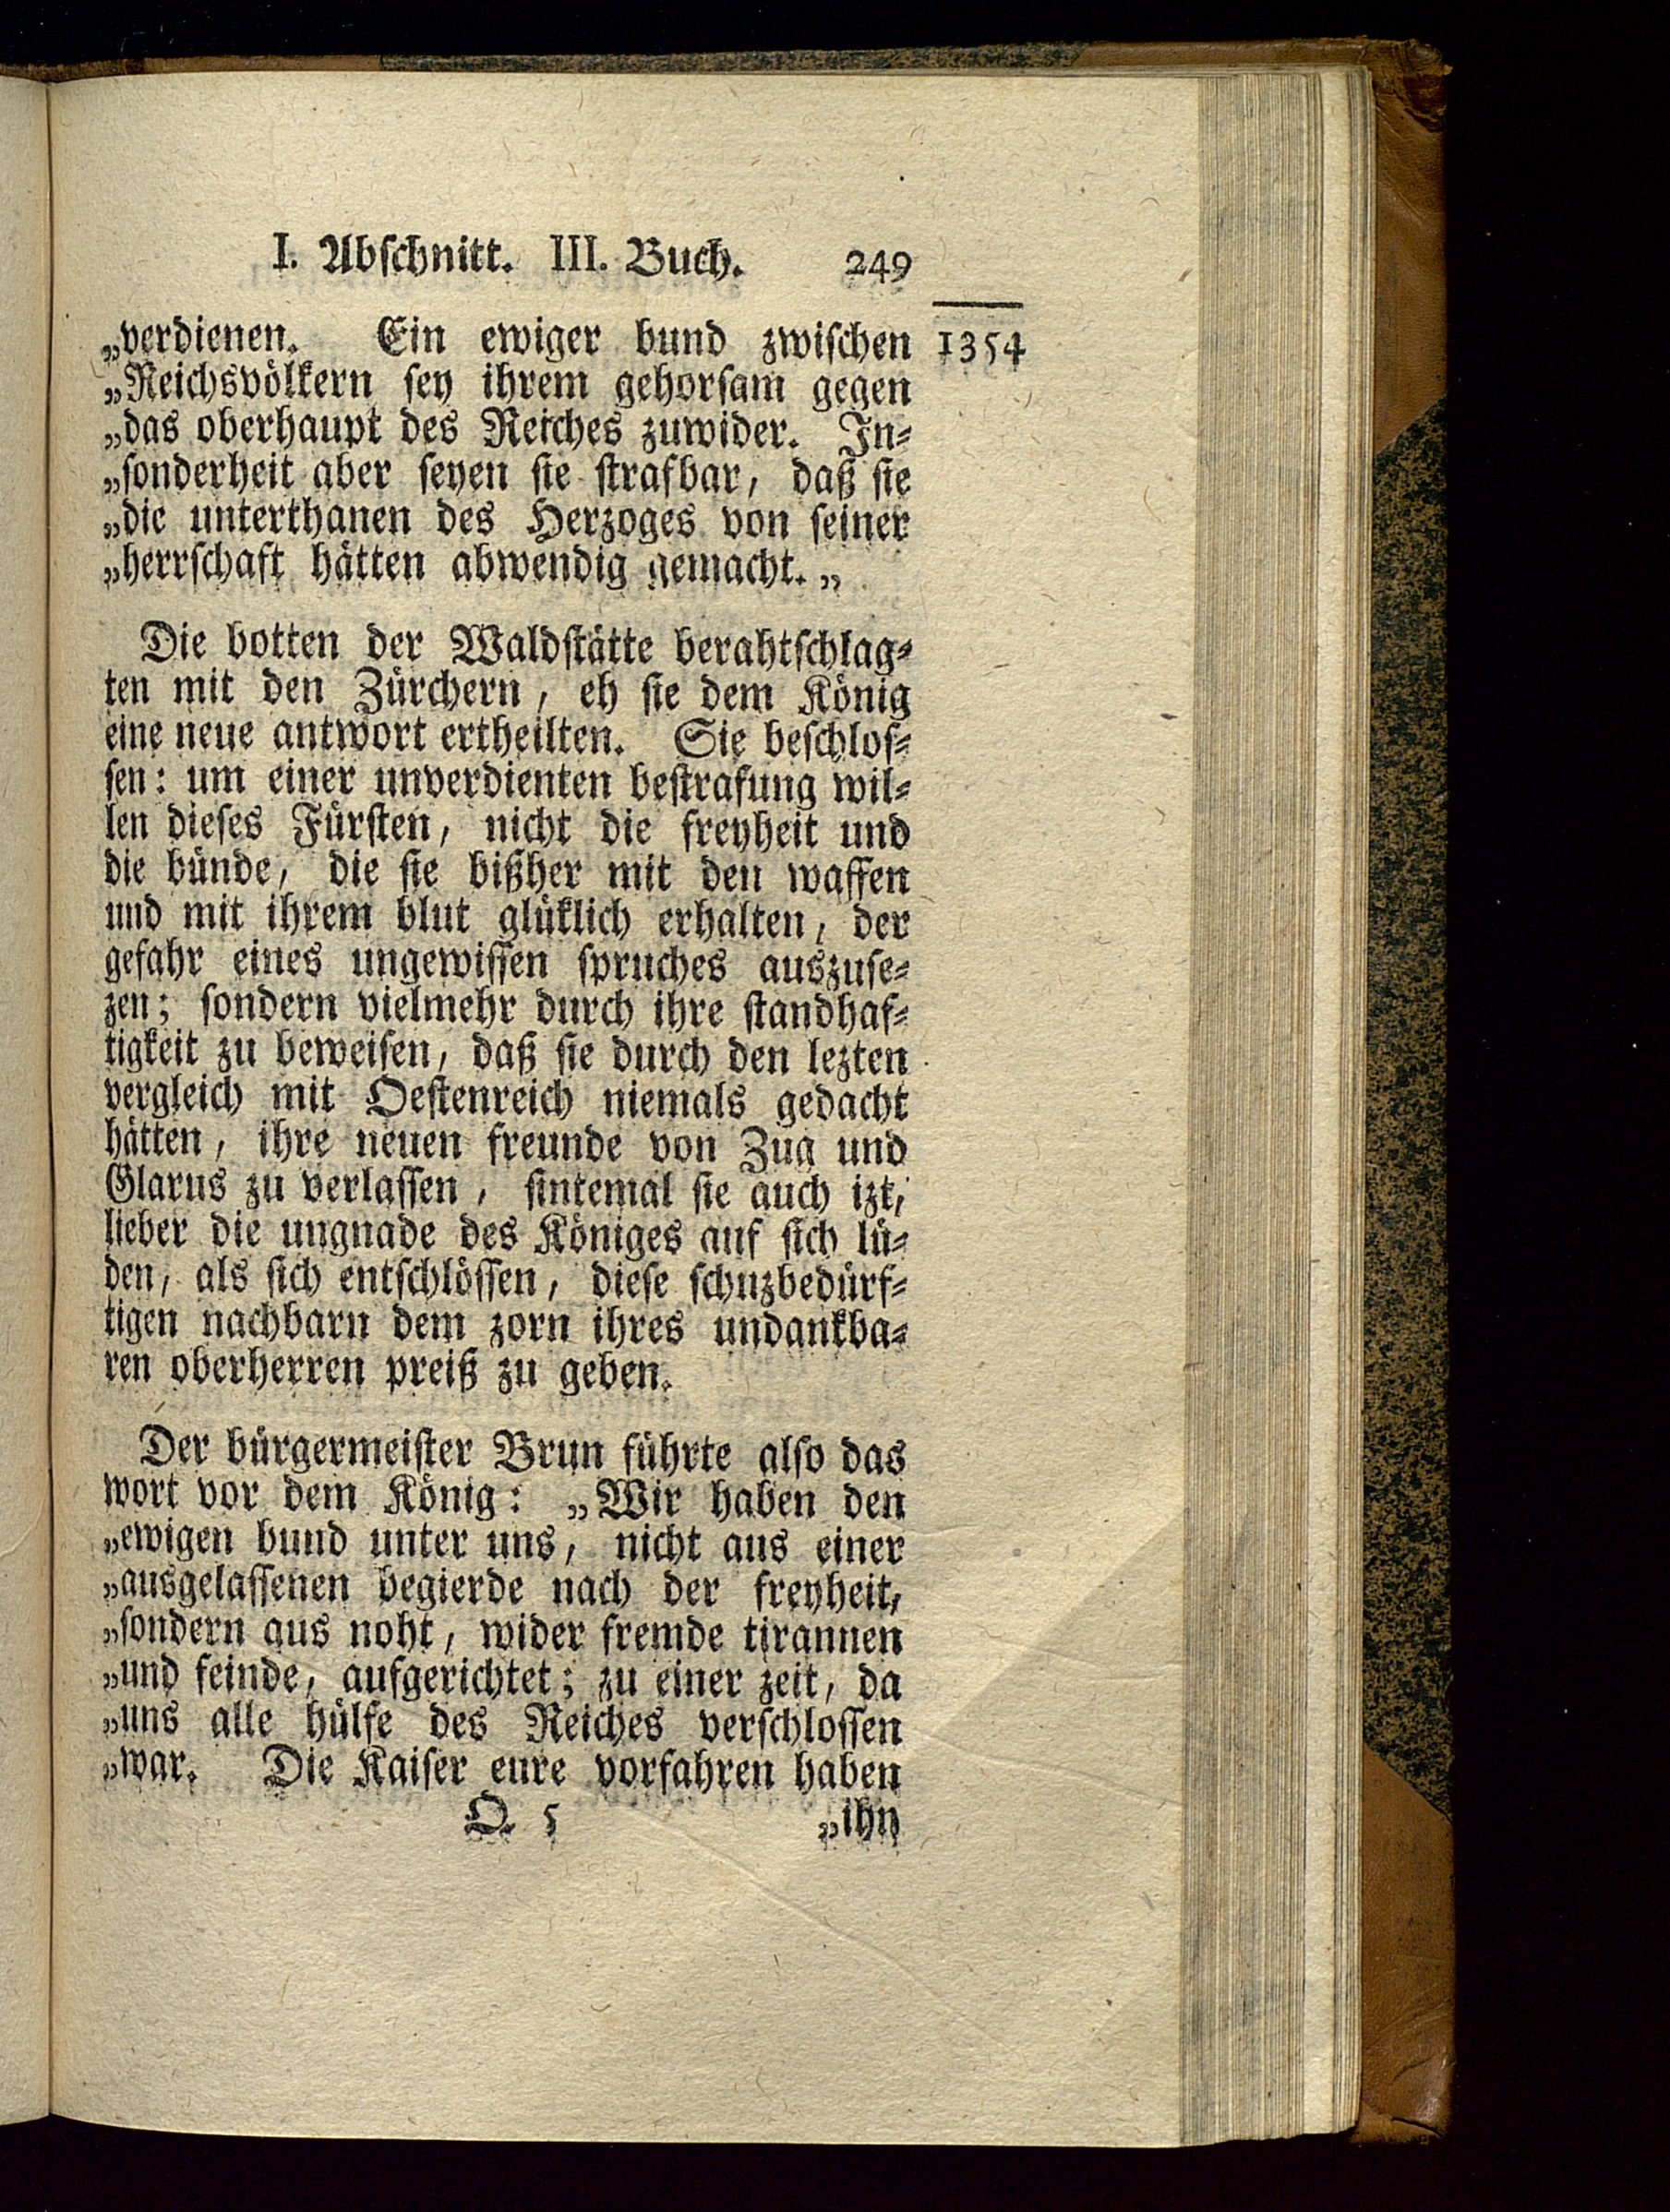 I. Abschnitt. III. Buch. 249
„verdienen. Ein ewiger bund zwischen 1354
„Reichsvölkern sey ihrem gehorsam gegen
„das oberhaupt des Reiches zuwider. In-
„sonderheit aber seyen sie strafbar, daß sie
„die unterthanen des Herzoges von seiner
„herrschaft hätten abwendig gemacht. „
Die botten der Waldstätte berahtschlag-
ten mit den Zürchern, eh sie dem König
eine neue antwort ertheilten. Sie beschlos-
sen: um einer unverdienten bestrafung wil-
len dieses Fürsten, nicht die freyheit und
die bünde, die sie bißher mit den waffen
und mit ihrem blut glüklich erhalten, der
gefahr eines ungewissen spruches auszuse-
zen; sondern vielmehr durch ihre standhaf-
tigkeit zu beweisen, daß sie durch den lezten
vergleich mit Oestenreich niemals gedacht
hätten, ihre neuen freunde von Zug und
Glarus zu verlassen, sintemal sie auch izt,
lieber die ungnade des Königes auf sich lü-
den, als sich entschlössen, diese schuzbedürf-
tigen nachbarn dem zorn ihres undankba-
ren oberherren preiß zu geben.
Der bürgermeister Brun führte also das
wort vor dem König: „Wir haben den
„ewigen bund unter uns, nicht aus einer
„ausgelassenen begierde nach der freyheit,
„sondern aus noht, wider fremde tirannen
„und feinde, aufgerichtet; zu einer zeit, da
„uns alle hülfe des Reiches verschlossen
„war. Die Kaiser eure vorfahren haben
Q 5 „ihn